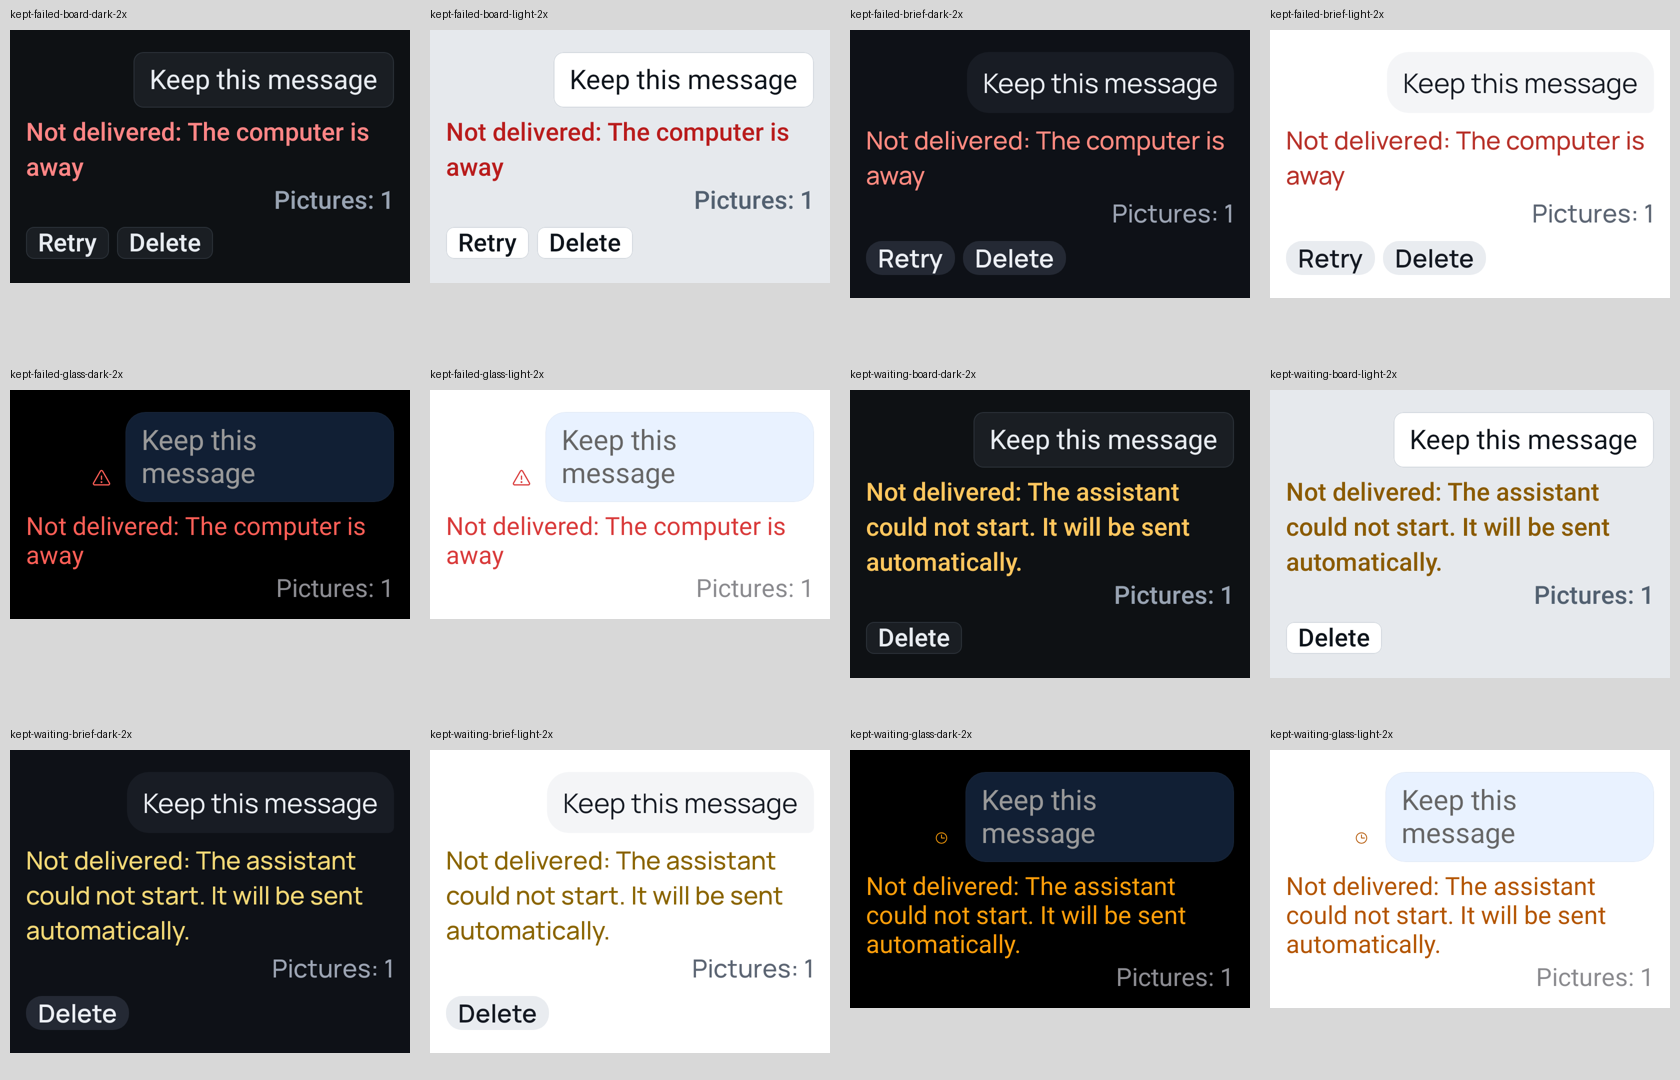 kept-failed-board-dark-2x
Keep this message
Not delivered: The computer is
away
Pictures: 1
Retry Delete
kept-failed-board-light-2x
Keep this message
Not delivered: The computer is
away
Pictures: 1
Retry Delete
kept-failed-brief-dark-2x
Keep this message
Not delivered: The computer is
away
Pictures: 1
Retry Delete
kept-failed-brief-light-2x
Keep this message
Not delivered: The computer is
away
Pictures: 1
Retry Delete
kept-failed-glass-dark-2x
Keep this
message
Not delivered: The computer is
away
Pictures: 1
kept-failed-glass-light-2x
Keep this
message
Not delivered: The computer is
away
Pictures: 1
kept-waiting-board-dark-2x
Keep this message
Not delivered: The assistant
could not start. It will be sent
automatically.
Pictures: 1
Delete
kept-waiting-board-light-2x
Keep this message
Not delivered: The assistant
could not start. It will be sent
automatically.
Pictures: 1
Delete
kept-waiting-brief-dark-2x
Keep this message
Not delivered: The assistant
could not start. It will be sent
automatically.
Pictures: 1
Delete
kept-waiting-brief-light-2x
Keep this message
Not delivered: The assistant
could not start. It will be sent
automatically.
Pictures: 1
Delete
kept-waiting-glass-dark-2x
Keep this
message
Not delivered: The assistant
could not start. It will be sent
automatically.
Pictures: 1
kept-waiting-glass-light-2x
Keep this
message
Not delivered: The assistant
could not start. It will be sent
automatically.
Pictures: 1